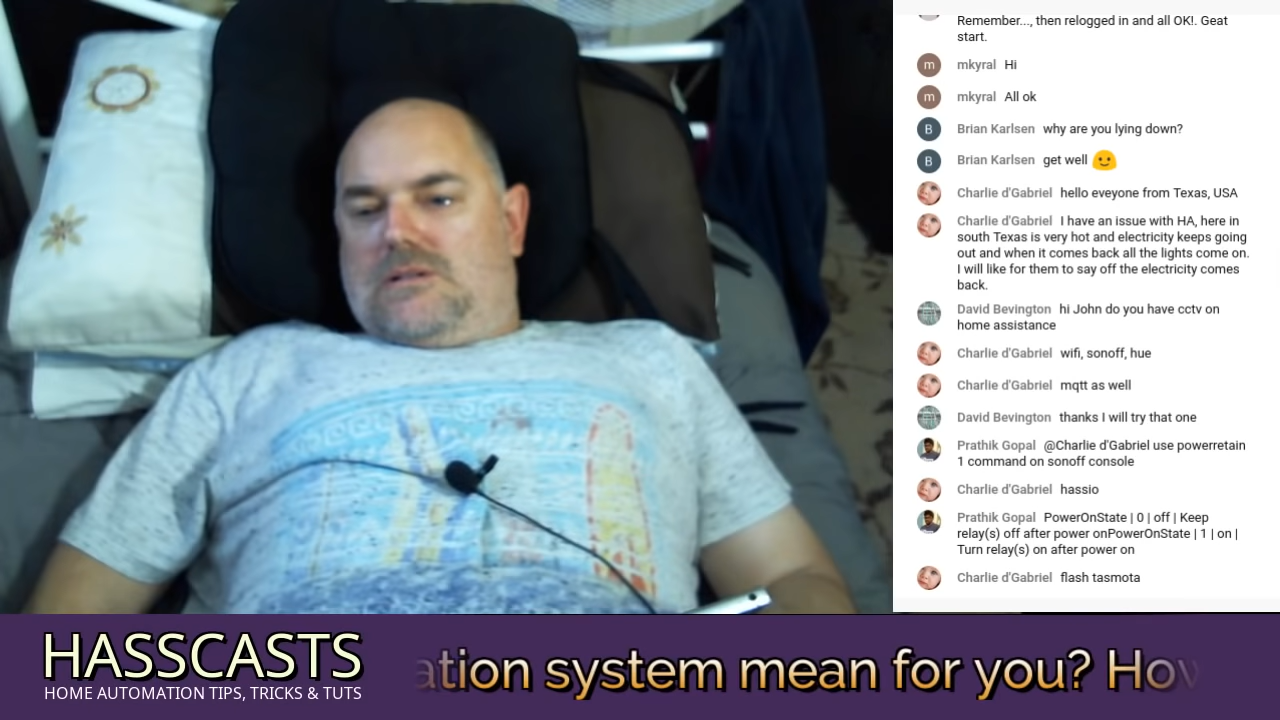 Remember..., then relogged in and all OK!. Geat
start.
m mkyral Hi
m mkyral All ok
B Brian Karlsen why are you lying down?
B Brian Karlsen get well
Charlie d'Gabriel hello eveyone from Texas, USA
Charlie d'Gabriel I have an issue with HA, here in
south Texas is very hot and electricity keeps going
out and when it comes back all the lights come on.
I will like for them to say off the electricity comes
back.
David Bevington hi John do you have cctv on
home assistance
Charlie d'Gabriel wifi, sonoff, hue
Charlie d'Gabriel mqtt as well
David Bevington thanks I will try that one
Prathik Gopal @Charlie d'Gabriel use powerretain
1 command on sonoff console
Charlie d'Gabriel hassio
Prathik Gopal PowerOnState | 0 | off | Keep
relay(s) off after power onPowerOnState | 1 | on |
Turn relay(s) on after power on
Charlie d'Gabriel flash tasmota
HASSCASTS
HOME AUTOMATION TIPS, TRICKS & TUTS
ation system mean for you? How